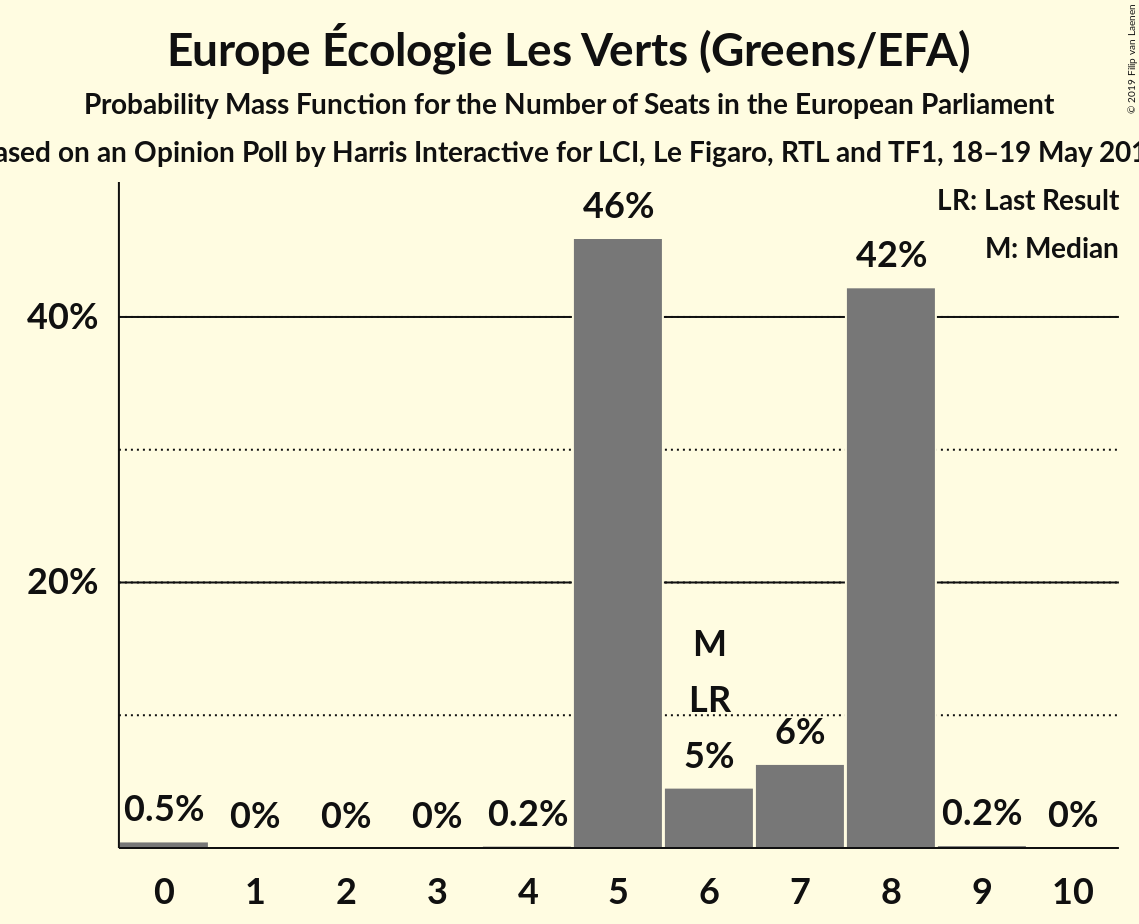 Europe Écologie Les Verts (Greens/EFA)
Probability Mass Function for the Number of Seats in the European Parliament
on an Opinion Poll by Harris Interactive for LCI, Le Figaro, RTL and TF1, 18–19 May
© 2019 Filip van Laenen
LR: Last Result
M: Median
46%
42%
40%
20%
M
LR
5%
6%
0.5%
0%
0%
0%
0.2%
0.2%
0%
0 1 2 3 4 5 6 7 8 9 10